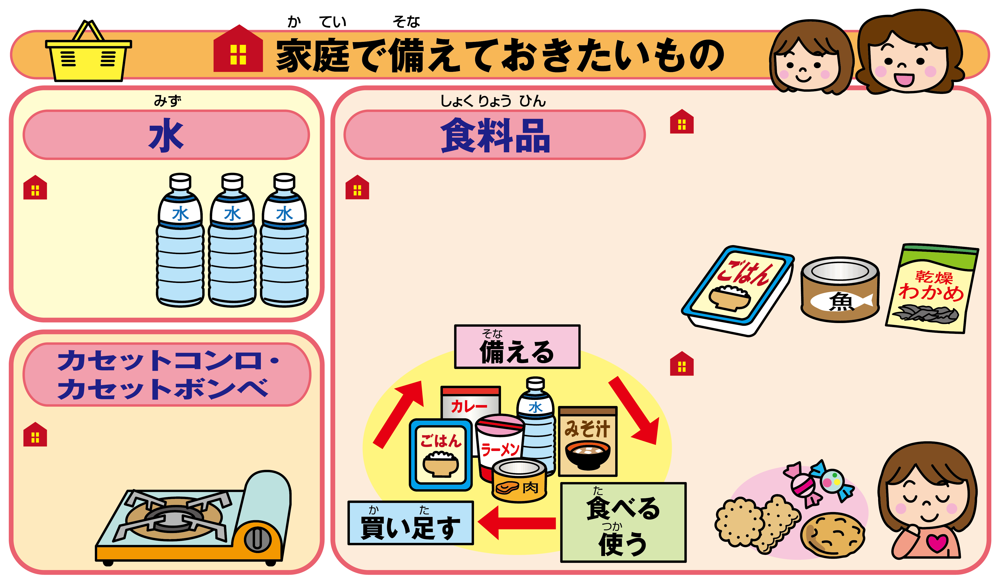 か てい そな
家庭で備えておきたいもの
みず
水
水 水 水
カセットコンロ・
カセットボンベ
しょく りょう ひん
食料品
ごはん
魚
乾燥
わかめ
そな
備える
カレー
水
みそ汁
ごはん
ラーメン
肉
た
食べる
つか
使う
か た
買い足す